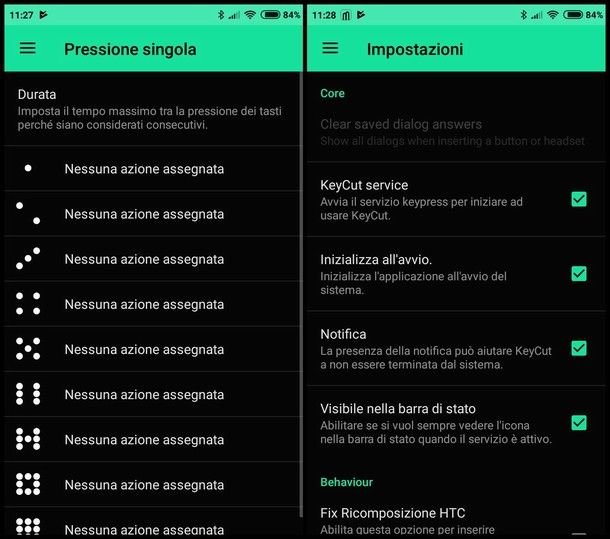 11:27
84%
Pressione singola
Durata
Imposta il tempo massimo tra la pressione dei tasti
perché siano considerati consecutivi.
Nessuna azione assegnata
Nessuna azione assegnata
Nessuna azione assegnata
Nessuna azione assegnata
Nessuna azione assegnata
Nessuna azione assegnata
Nessuna azione assegnata
Nessuna azione assegnata
Nessuna azione assegnata
11:28
84%
Impostazioni
Core
Clear saved dialog answers
Show all dialogs when inserting a button or headset
KeyCut service
Avvia il servizio keypress per iniziare ad
usare KeyCut.
Inizializza all'avvio.
Inizializza l'applicazione all'avvio del
sistema.
Notifica
La presenza della notifica può aiutare KeyCut
a non essere terminata dal sistema.
Visibile nella barra di stato
Abilitare se si vuol sempre vedere l'icona
nella barra di stato quando il servizio è attivo.
Behaviour
Fix Ricomposizione HTC
Abilita questa opzione per inserire